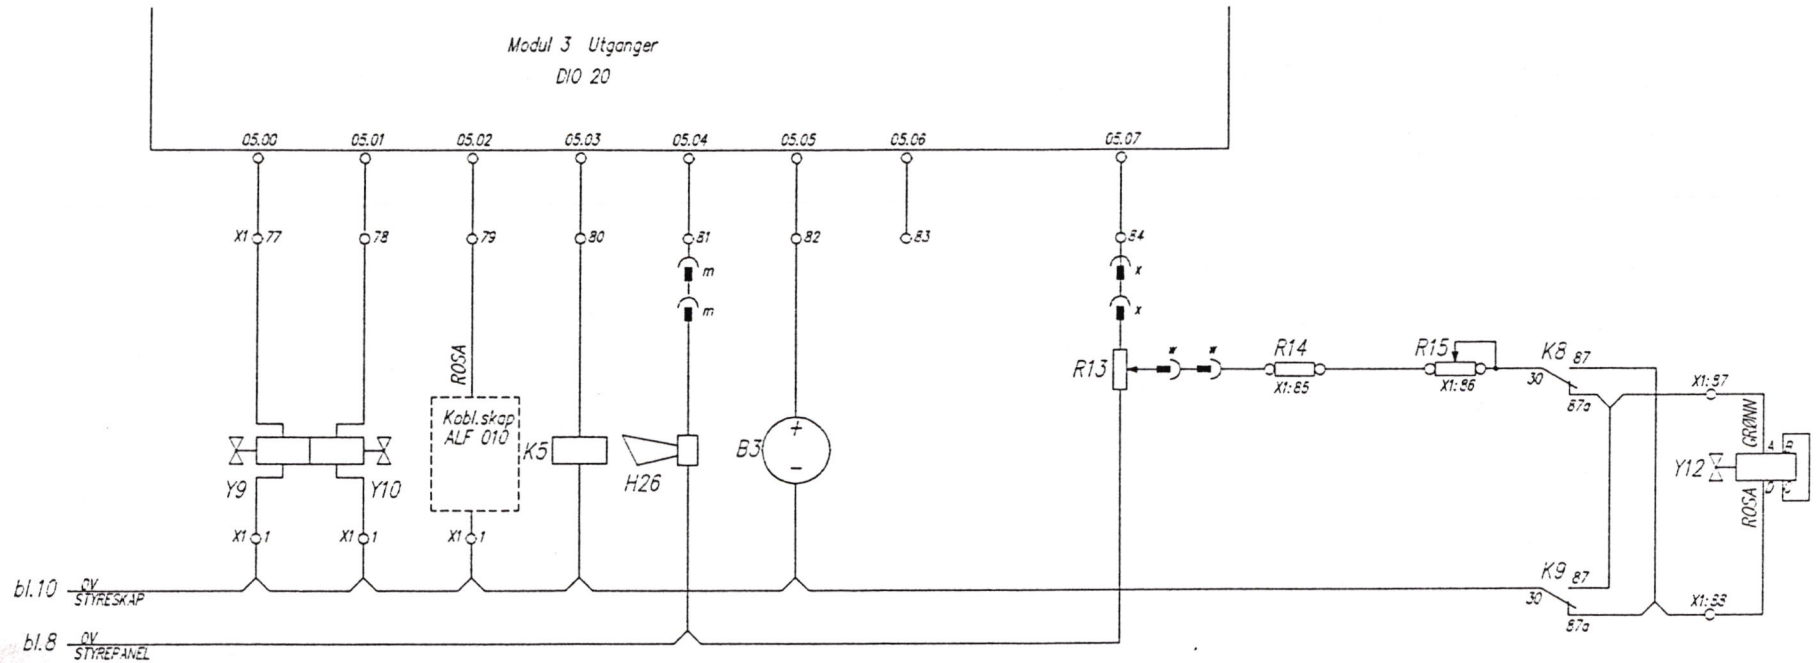 Modul 3 Utganger
DIO 20
05.00 05.01 05.02 05.03 05.04 05.05 05.06 05.07
X1 77 78 79 80 81 82 83 84
m x
m x
ROSA
R13 * * R14 R15 K8 87
X1:85 X1:86 30 87a X1:87
GRØNN
Kobl.skap
ALF 010
K5 H26 B3 + −
Y9 Y10
Y12 A B
D C
ROSA
X1 1 X1 1 X1 1
bl.10 0V
STYRESKAP
K9 87
30 87a X1:88
bl.8 0V
STYREPANEL